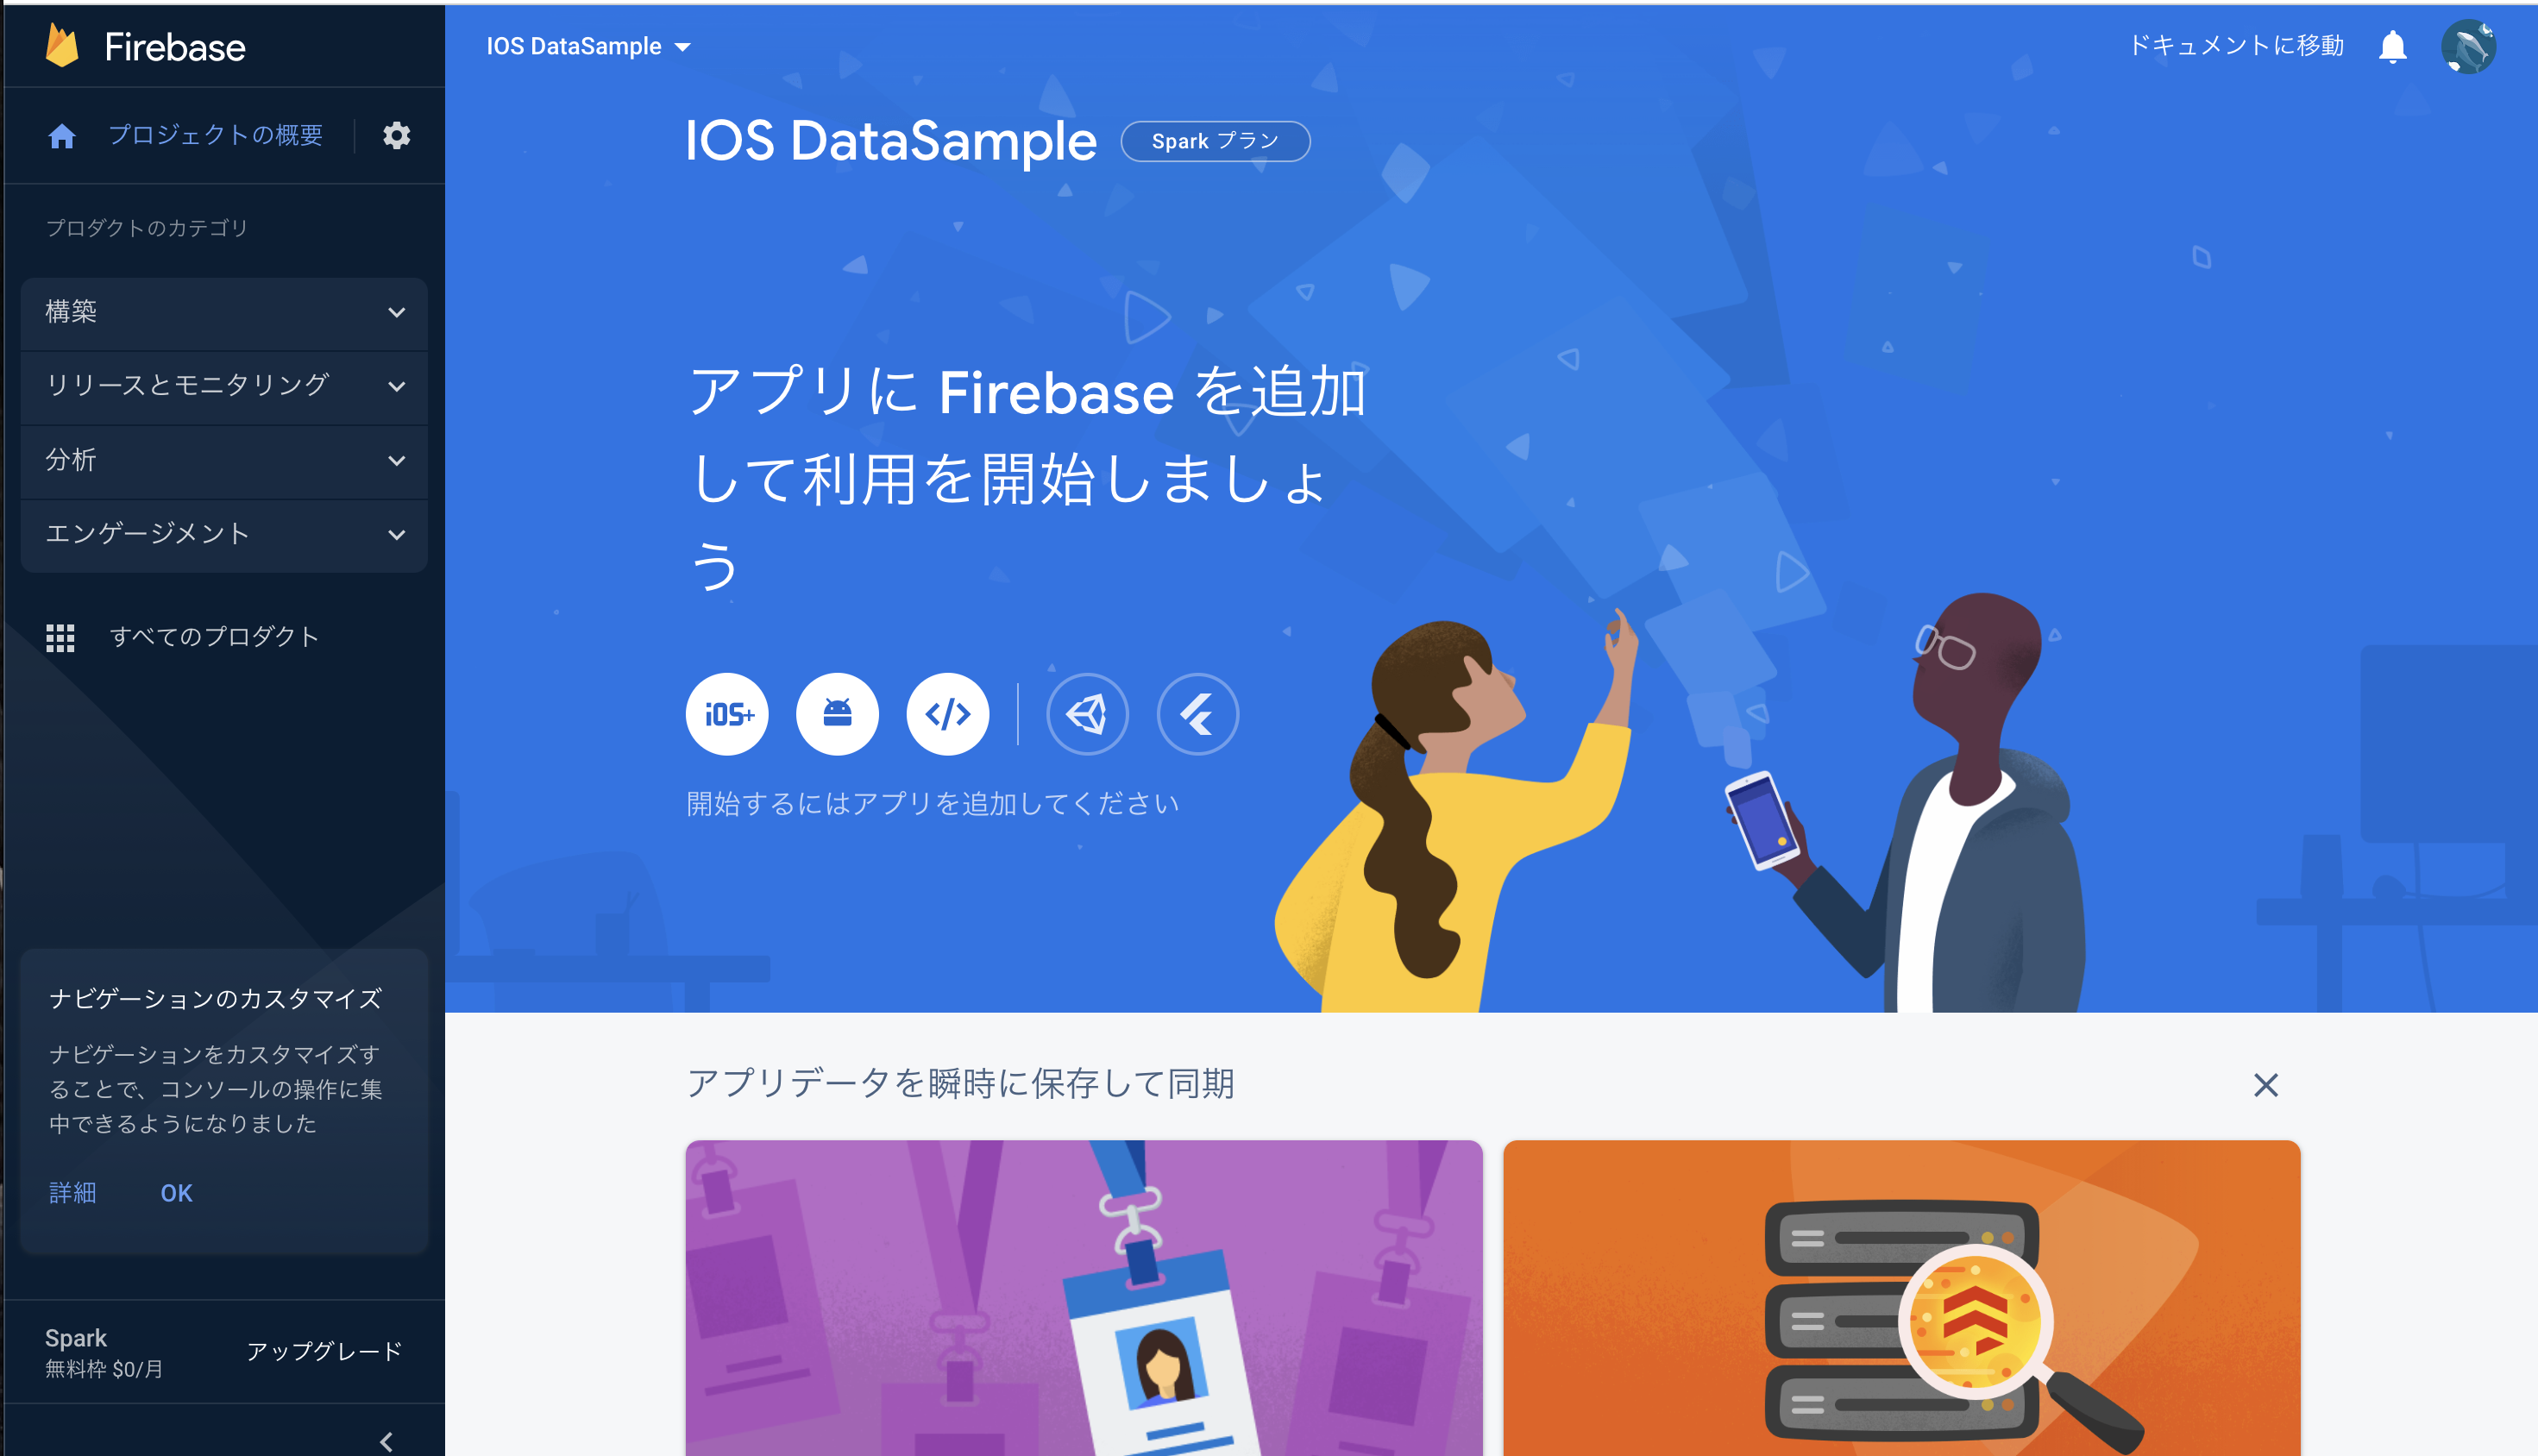 Firebase
プロジェクトの概要
プロダクトのカテゴリ
構築
リリースとモニタリング
分析
エンゲージメント
すべてのプロダクト
ナビゲーションのカスタマイズ
ナビゲーションをカスタマイズす
ることで、コンソールの操作に集
中できるようになりました
詳細 OK
Spark
無料枠 $0/月
アップグレード
IOS DataSample
ドキュメントに移動
IOS DataSample
Spark プラン
アプリに Firebase を追加
して利用を開始しましょ
う
iOS+ </>
開始するにはアプリを追加してください
アプリデータを瞬時に保存して同期